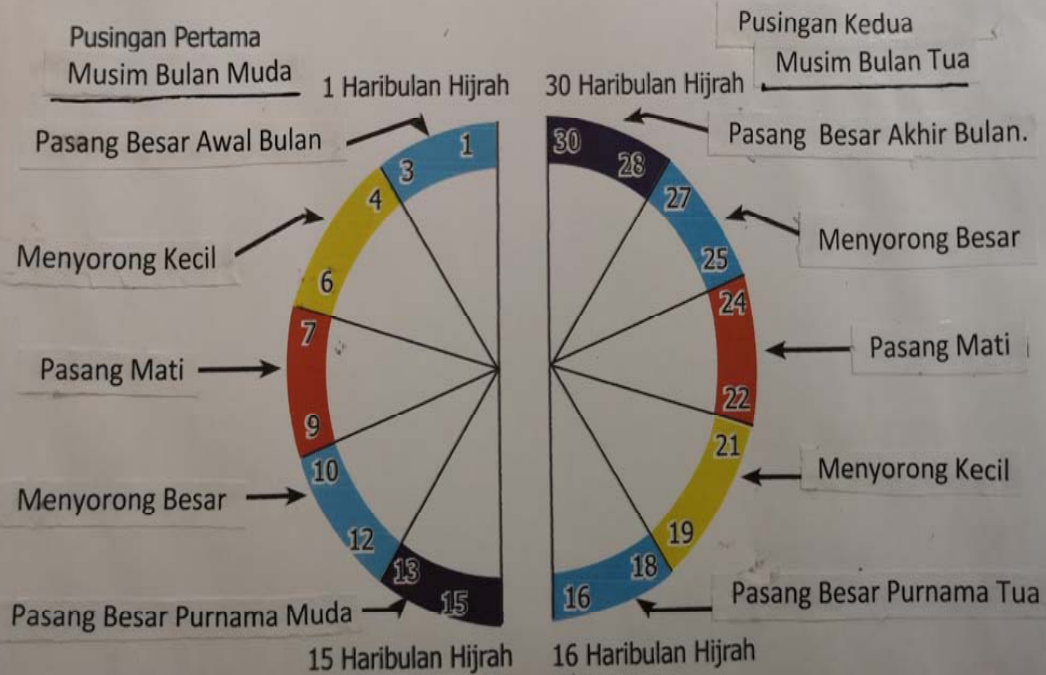 Pusingan Pertama
Musim Bulan Muda
1 Haribulan Hijrah
Pasang Besar Awal Bulan
1
3
Menyorong Kecil
4
6
Pasang Mati
7
9
Menyorong Besar
10
12
Pasang Besar Purnama Muda
13
15
15 Haribulan Hijrah
Pusingan Kedua
Musim Bulan Tua
30 Haribulan Hijrah
Pasang Besar Akhir Bulan.
30
28
Menyorong Besar
27
25
Pasang Mati
24
22
Menyorong Kecil
21
19
Pasang Besar Purnama Tua
18
16
16 Haribulan Hijrah